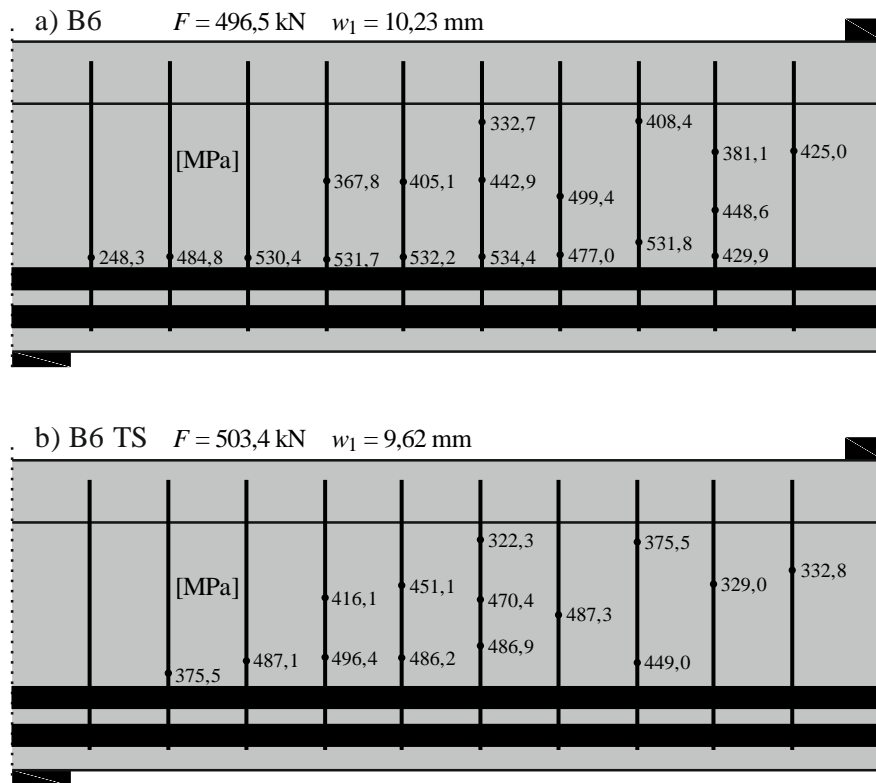 a) B6 F = 496,5 kN w1 = 10,23 mm
332,7 408,4
[MPa] 381,1 425,0
367,8 405,1 442,9
499,4
448,6
531,8
248,3 484,8 530,4 531,7 532,2 534,4 477,0 429,9
b) B6 TS F = 503,4 kN w1 = 9,62 mm
322,3 375,5
332,8
[MPa] 451,1 329,0
416,1 470,4
487,3
486,9
487,1 496,4 486,2 449,0
375,5